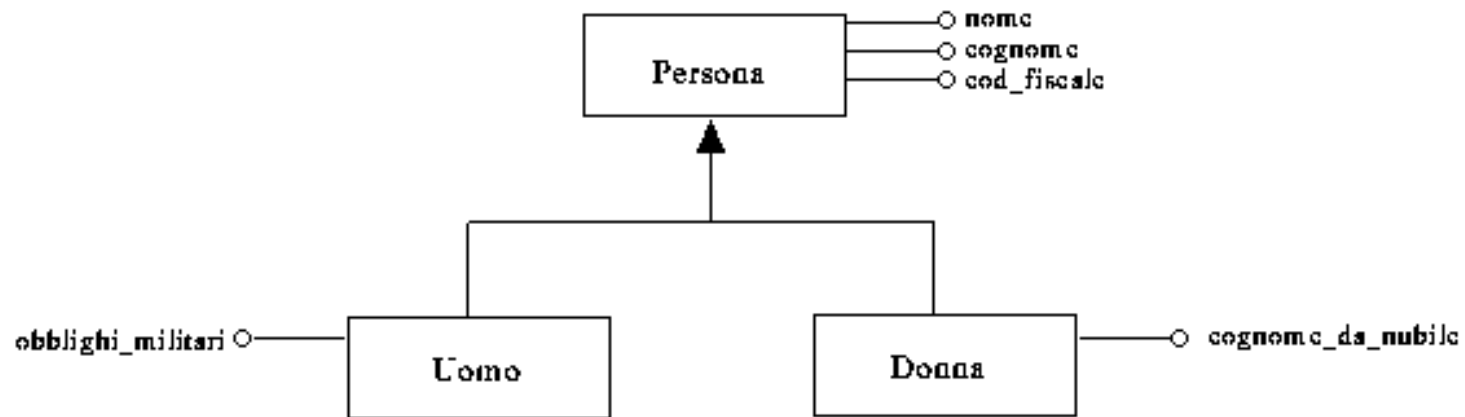 nome
cognome
cod_fiscale
Persona
obblighi_militari
Uomo
Donna
cognome_da_nubile